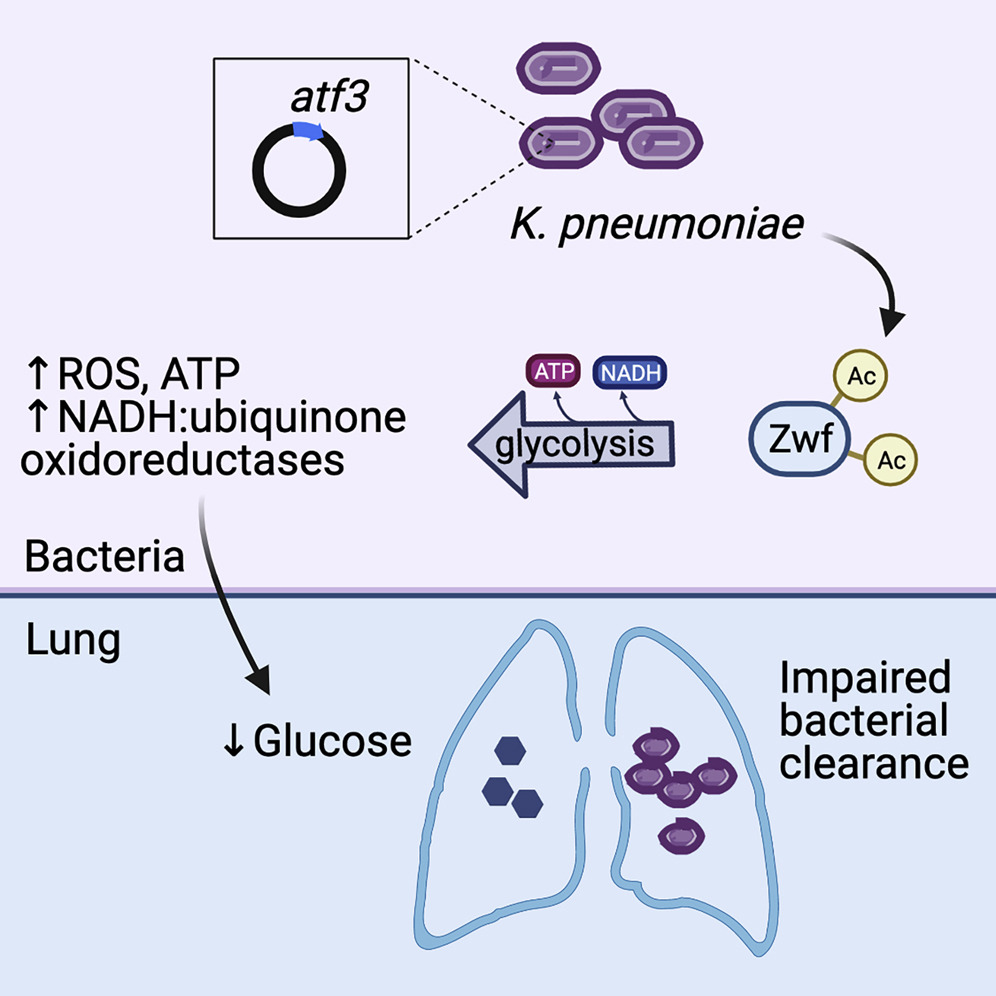 atf3
K. pneumoniae
↑ROS, ATP
↑NADH:ubiquinone
oxidoreductases
ATP
NADH
glycolysis
Ac
Zwf
Ac
Bacteria
Lung
↓Glucose
Impaired
bacterial
clearance